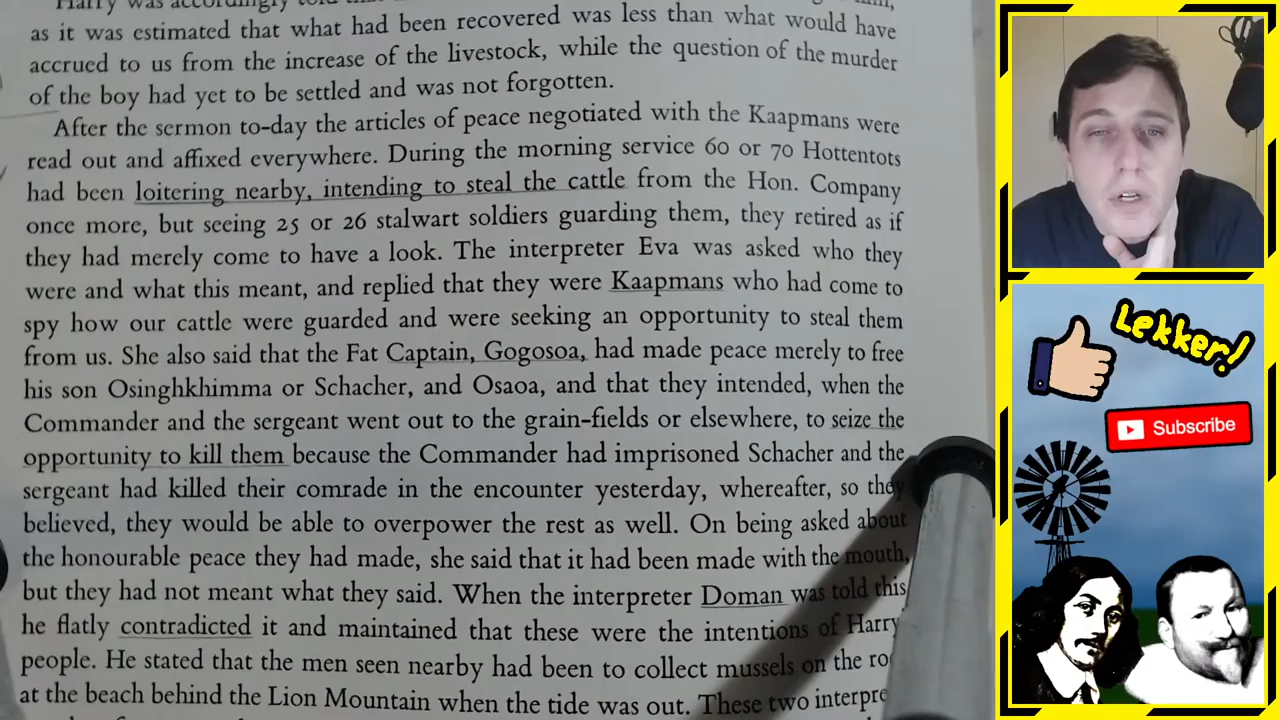 Harry was accordingly told that
as it was estimated that what had been recovered was less than what would have
accrued to us from the increase of the livestock, while the question of the murder
of the boy had yet to be settled and was not forgotten.
After the sermon to-day the articles of peace negotiated with the Kaapmans were
read out and affixed everywhere. During the morning service 60 or 70 Hottentots
had been loitering nearby, intending to steal the cattle from the Hon. Company
once more, but seeing 25 or 26 stalwart soldiers guarding them, they retired as if
they had merely come to have a look. The interpreter Eva was asked who they
were and what this meant, and replied that they were Kaapmans who had come to
spy how our cattle were guarded and were seeking an opportunity to steal them
from us. She also said that the Fat Captain, Gogosoa, had made peace merely to free
his son Osinghkhimma or Schacher, and Osaoa, and that they intended, when the
Commander and the sergeant went out to the grain-fields or elsewhere, to seize the
opportunity to kill them because the Commander had imprisoned Schacher and the
sergeant had killed their comrade in the encounter yesterday, whereafter, so they
believed, they would be able to overpower the rest as well. On being asked about
the honourable peace they had made, she said that it had been made with the mouth,
but they had not meant what they said. When the interpreter Doman was told this
he flatly contradicted it and maintained that these were the intentions of Harry
people. He stated that the men seen nearby had been to collect mussels on the
at the beach behind the Lion Mountain when the tide was out. These two
Lekker!
Subscribe